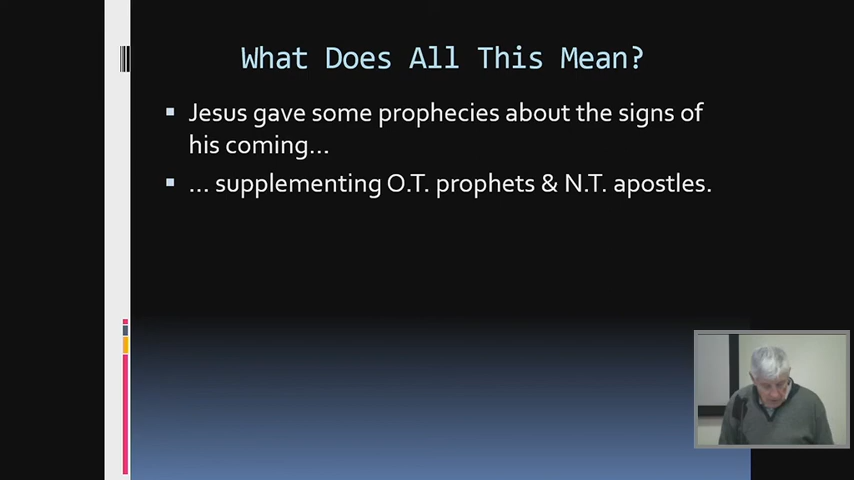 What Does All This Mean?
Jesus gave some prophecies about the signs of
his coming...
... supplementing O.T. prophets & N.T. apostles.